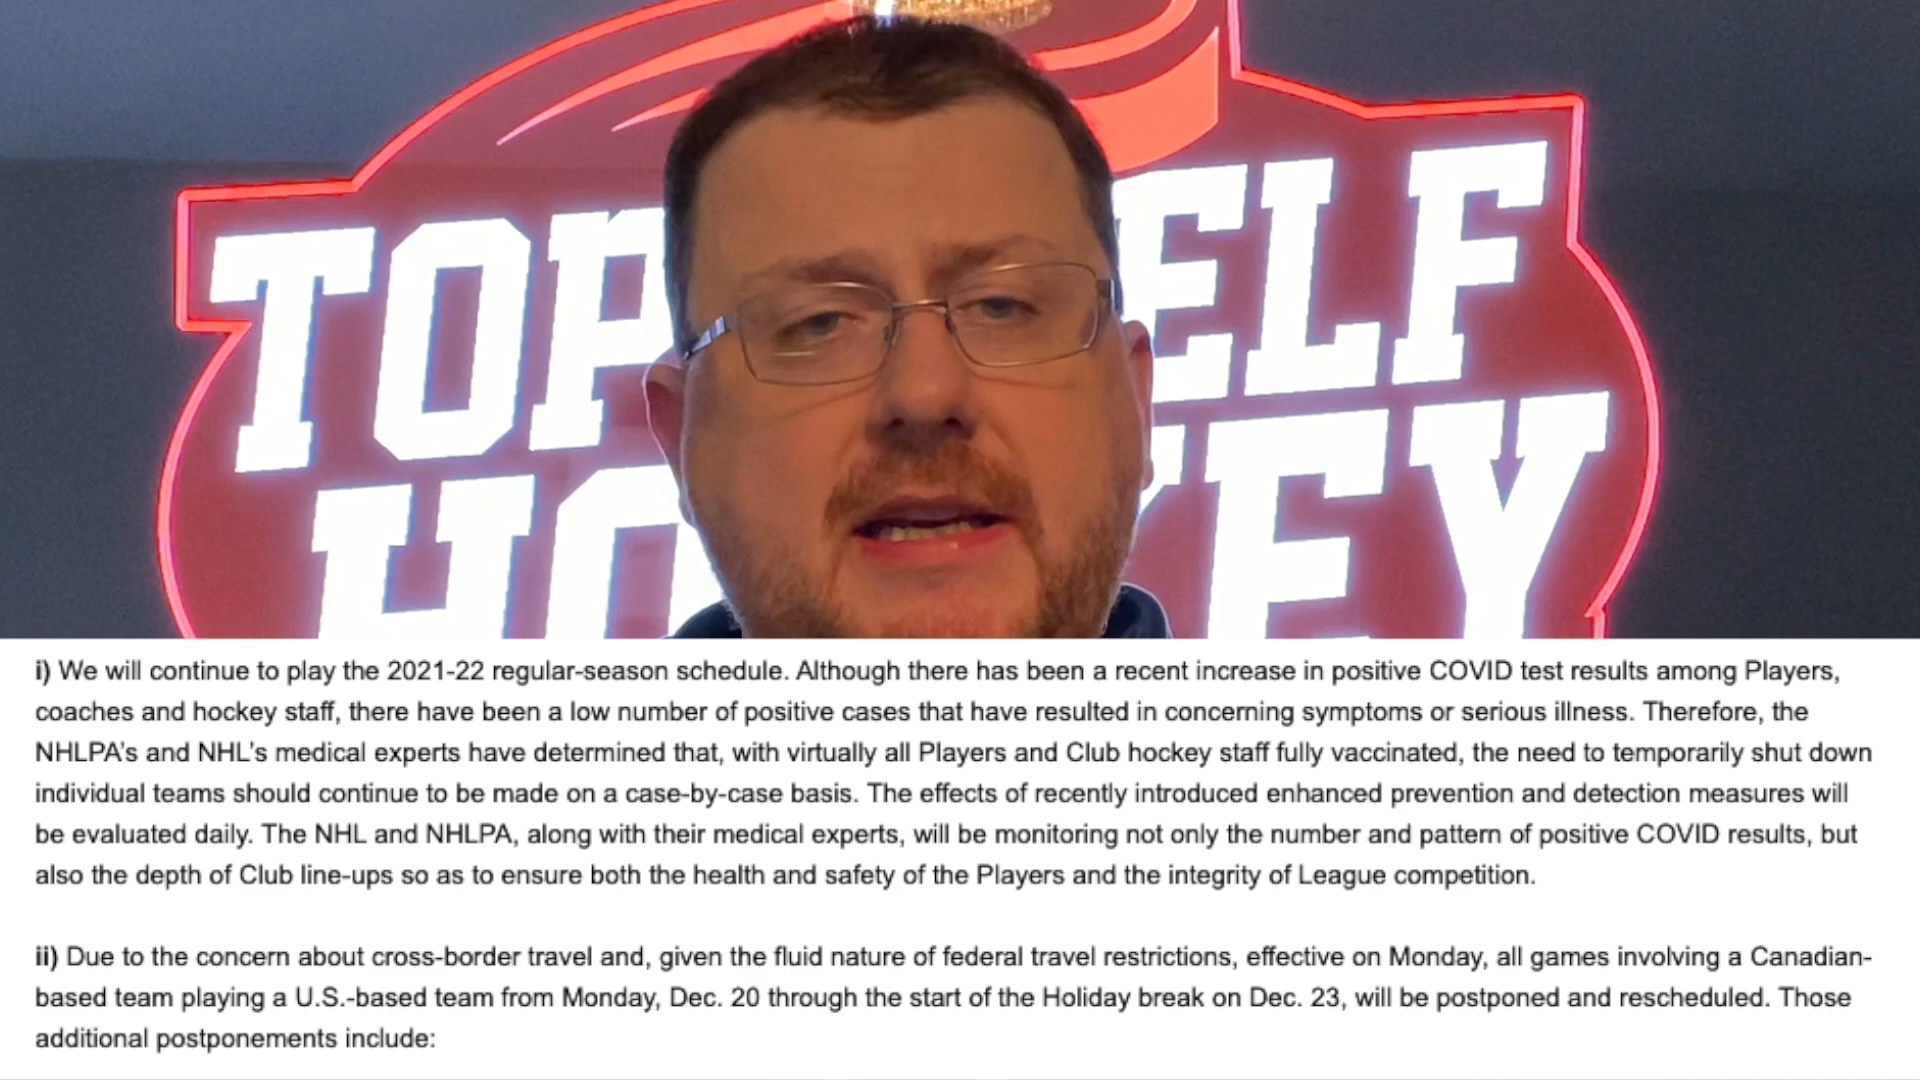 TOP ELF
HO EY
i) We will continue to play the 2021-22 regular-season schedule. Although there has been a recent increase in positive COVID test results among Players,
coaches and hockey staff, there have been a low number of positive cases that have resulted in concerning symptoms or serious illness. Therefore, the
NHLPA's and NHL's medical experts have determined that, with virtually all Players and Club hockey staff fully vaccinated, the need to temporarily shut down
individual teams should continue to be made on a case-by-case basis. The effects of recently introduced enhanced prevention and detection measures will
be evaluated daily. The NHL and NHLPA, along with their medical experts, will be monitoring not only the number and pattern of positive COVID results, but
also the depth of Club line-ups so as to ensure both the health and safety of the Players and the integrity of League competition.
ii) Due to the concern about cross-border travel and, given the fluid nature of federal travel restrictions, effective on Monday, all games involving a Canadian-
based team playing a U.S.-based team from Monday, Dec. 20 through the start of the Holiday break on Dec. 23, will be postponed and rescheduled. Those
additional postponements include: